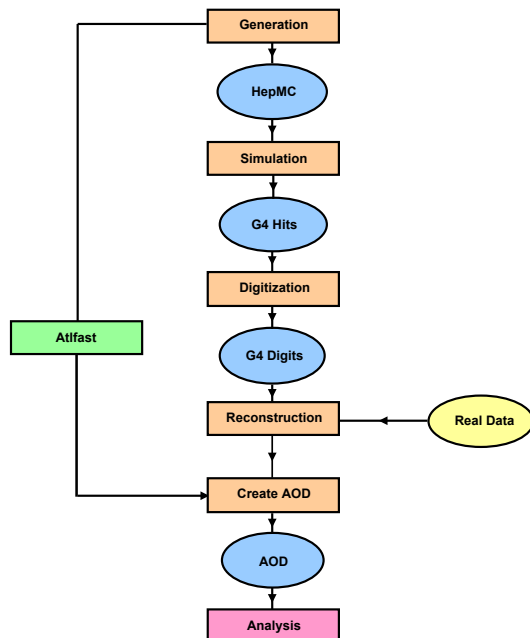 Generation
HepMC
Simulation
G4 Hits
Digitization
Atlfast
G4 Digits
Reconstruction
Real Data
Create AOD
AOD
Analysis